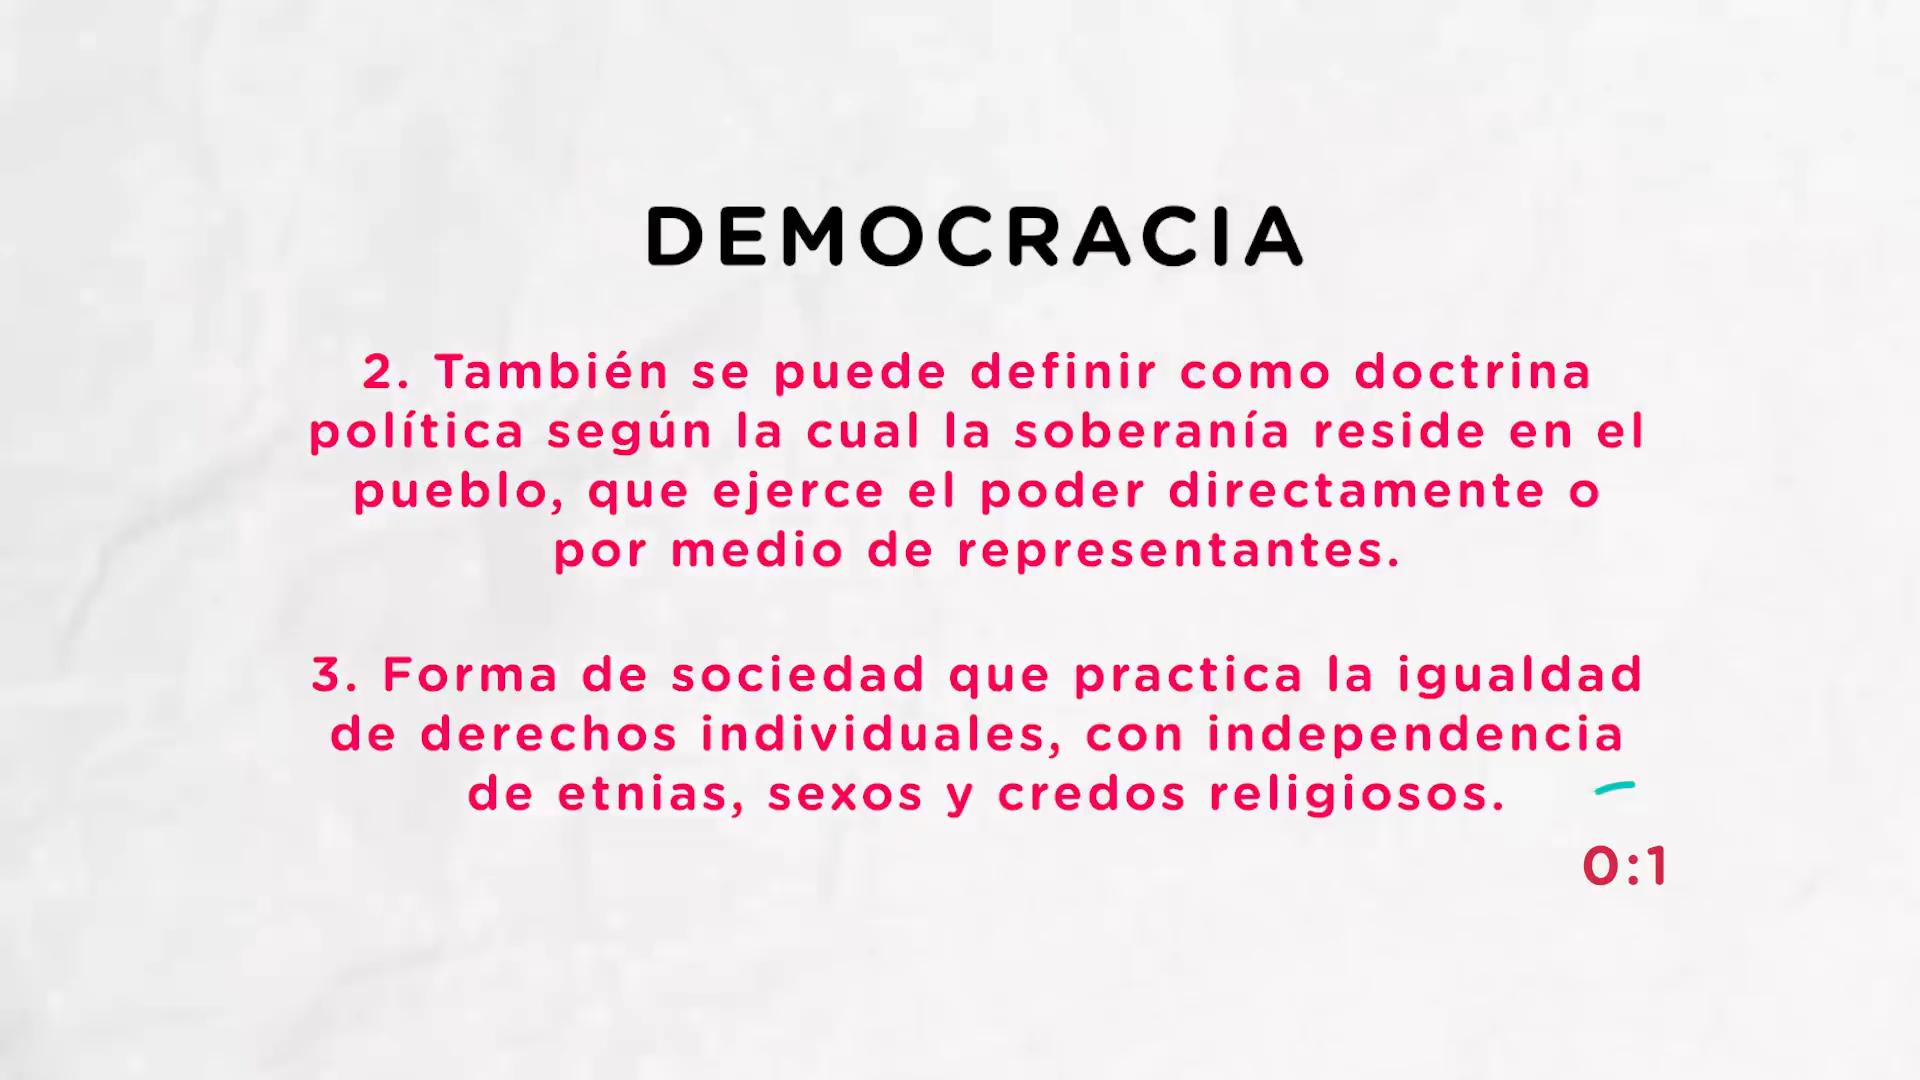 DEMOCRACIA
2. También se puede definir como doctrina
política según la cual la soberanía reside en el
pueblo, que ejerce el poder directamente o
por medio de representantes.
3. Forma de sociedad que practica la igualdad
de derechos individuales, con independencia
de etnias, sexos y credos religiosos.
0:1